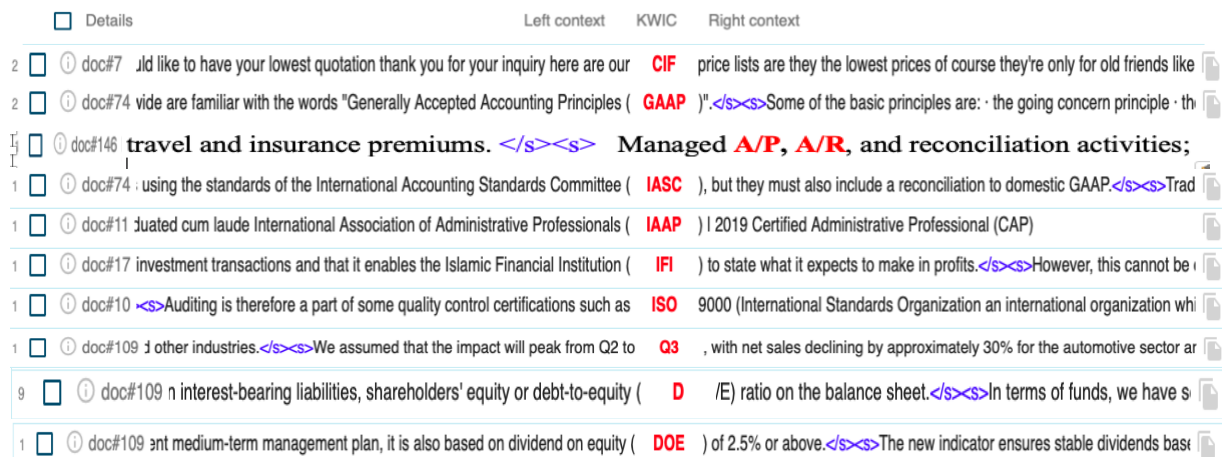 Details Left context KWIC Right context
2 doc#7 uld like to have your lowest quotation thank you for your inquiry here are our CIF price lists are they the lowest prices of course they're only for old friends like
2 doc#74 vide are familiar with the words "Generally Accepted Accounting Principles ( GAAP )".</s><s>Some of the basic principles are: · the going concern principle · the
doc#146 travel and insurance premiums. </s><s> Managed A/P, A/R, and reconciliation activities;
1 doc#74 using the standards of the International Accounting Standards Committee ( IASC ), but they must also include a reconciliation to domestic GAAP.</s><s>Trad
1 doc#11 duated cum laude International Association of Administrative Professionals ( IAAP ) I 2019 Certified Administrative Professional (CAP)
1 doc#17 investment transactions and that it enables the Islamic Financial Institution ( IFI ) to state what it expects to make in profits.</s><s>However, this cannot be
1 doc#10 <s>Auditing is therefore a part of some quality control certifications such as ISO 9000 (International Standards Organization an international organization whi
1 doc#109 d other industries.</s><s>We assumed that the impact will peak from Q2 to Q3 , with net sales declining by approximately 30% for the automotive sector ar
9 doc#109 n interest-bearing liabilities, shareholders' equity or debt-to-equity ( D /E) ratio on the balance sheet.</s><s>In terms of funds, we have s
1 doc#109 ent medium-term management plan, it is also based on dividend on equity ( DOE ) of 2.5% or above.</s><s>The new indicator ensures stable dividends base